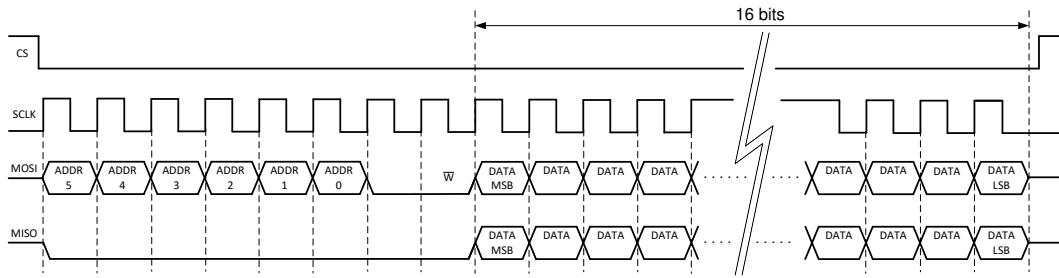 16 bits
CS
SCLK
MOSI ADDR 5 ADDR 4 ADDR 3 ADDR 2 ADDR 1 ADDR 0 W̅ DATA MSB DATA DATA DATA DATA DATA DATA DATA LSB
MISO DATA MSB DATA DATA DATA DATA DATA DATA DATA LSB